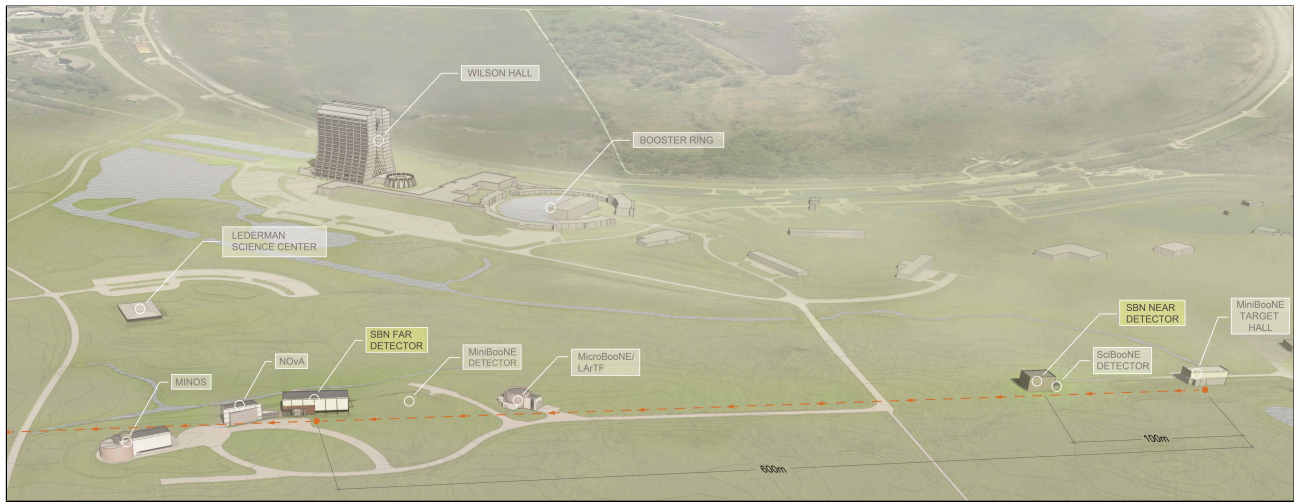 WILSON HALL
BOOSTER RING
LEDERMAN
SCIENCE CENTER
SBN FAR
DETECTOR
MiniBooNE
DETECTOR
MicroBooNE/
LArTF
NOvA
MINOS
SBN NEAR
DETECTOR
MiniBooNE
TARGET
HALL
SciBooNE
DETECTOR
100m
600m